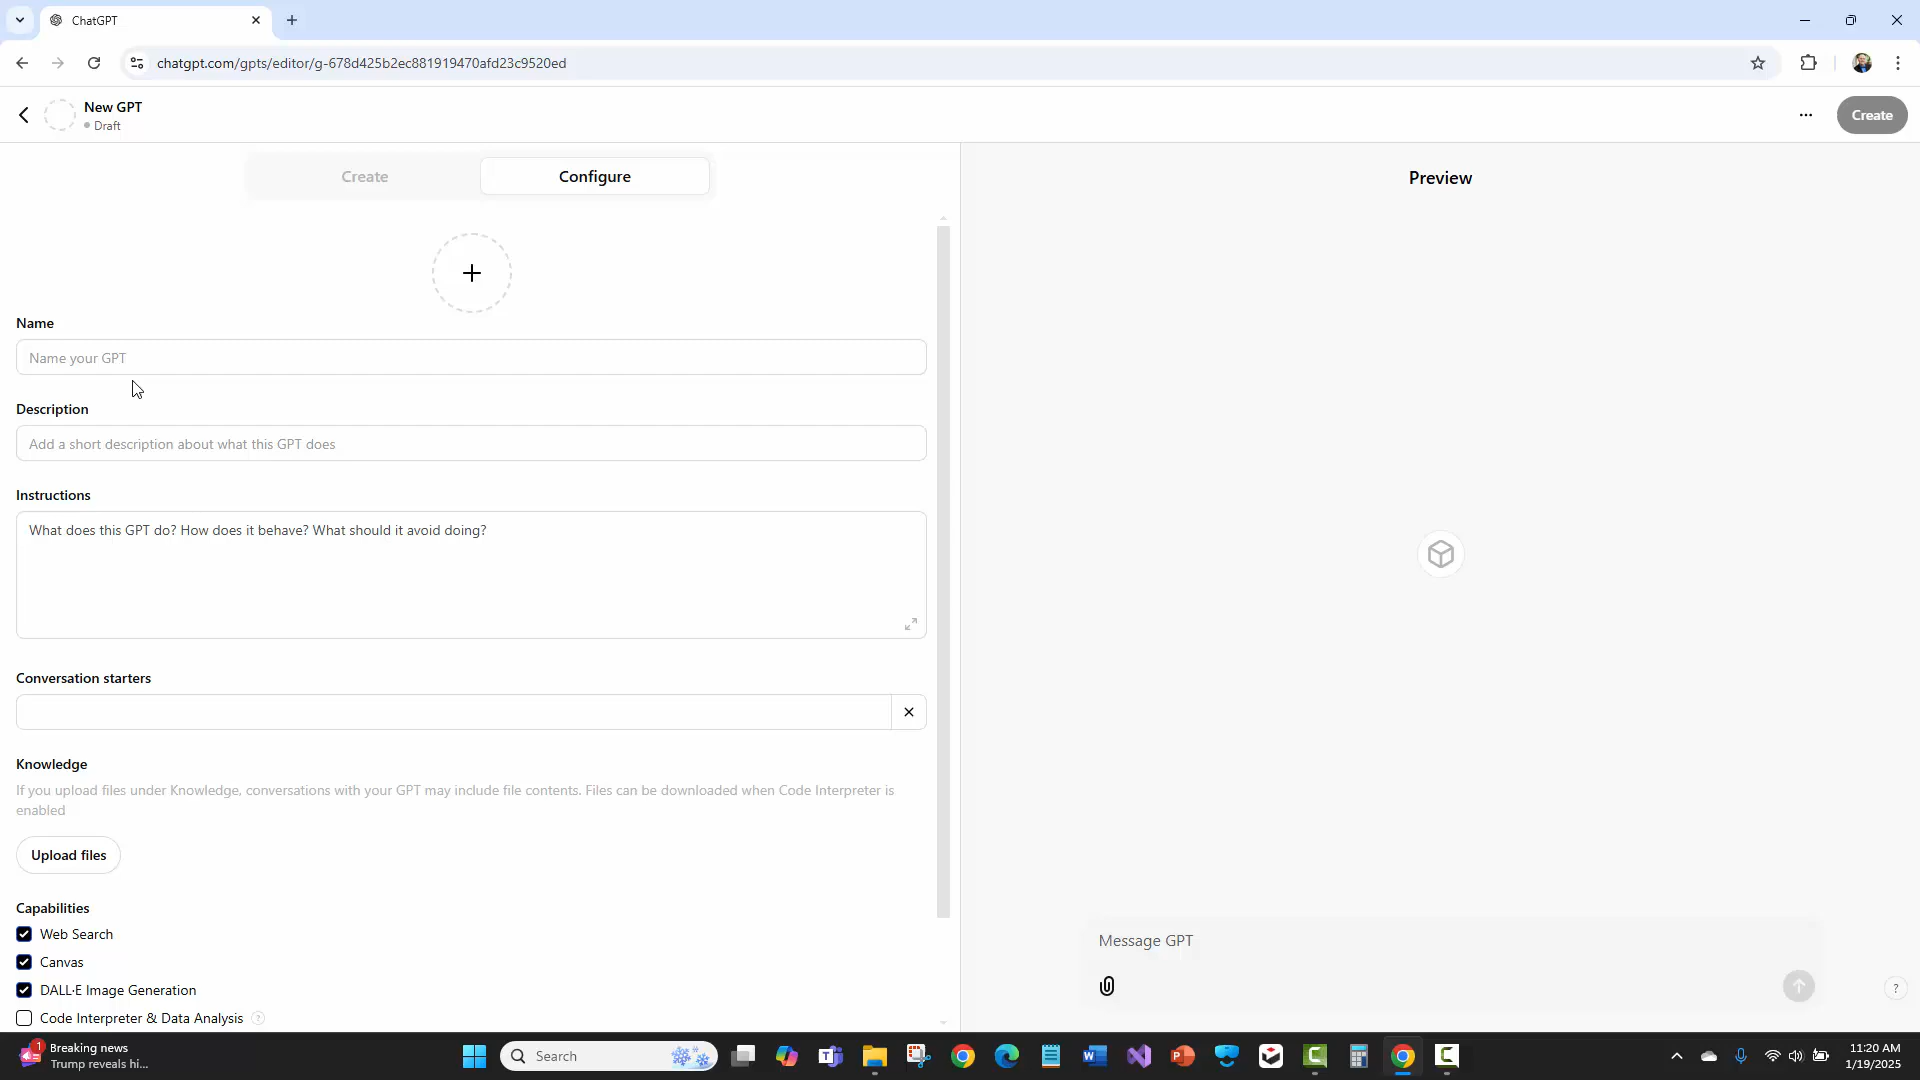 ChatGPT
chatgpt.com/gpts/editor/g-678d425b2ec881919470afd23c9520ed
New GPT
Draft
Create
Create
Configure
Preview
Name
Name your GPT
Description
Add a short description about what this GPT does
Instructions
What does this GPT do? How does it behave? What should it avoid doing?
Conversation starters
Knowledge
If you upload files under Knowledge, conversations with your GPT may include file contents. Files can be downloaded when Code Interpreter is
enabled
Upload files
Capabilities
Web Search
Canvas
DALL·E Image Generation
Code Interpreter & Data Analysis
?
Message GPT
?
1
Breaking news
Trump reveals hi...
Search
11:20 AM
1/19/2025